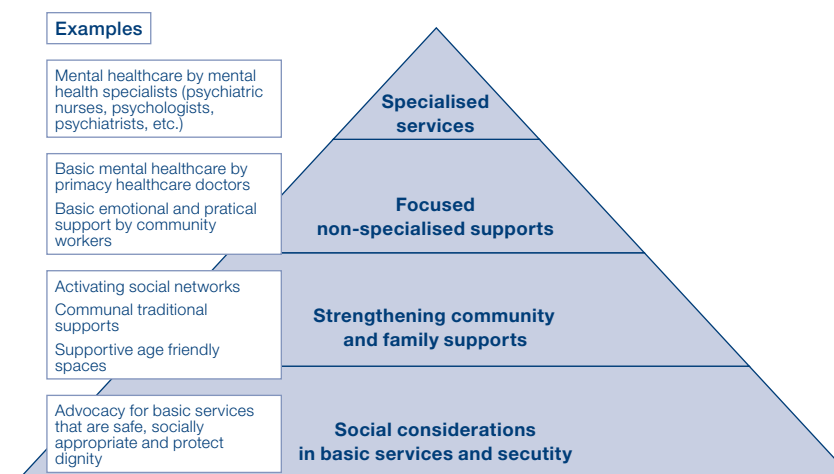 Examples
Mental healthcare by mental
health specialists (psychiatric
nurses, psychologists,
psychiatrists, etc.)
Specialised
services
Basic mental healthcare by
primacy healthcare doctors
Basic emotional and pratical
support by community
workers
Focused
non-specialised supports
Activating social networks
Communal traditional
supports
Supportive age friendly
spaces
Strengthening community
and family supports
Advocacy for basic services
that are safe, socially
appropriate and protect
dignity
Social considerations
in basic services and secutity